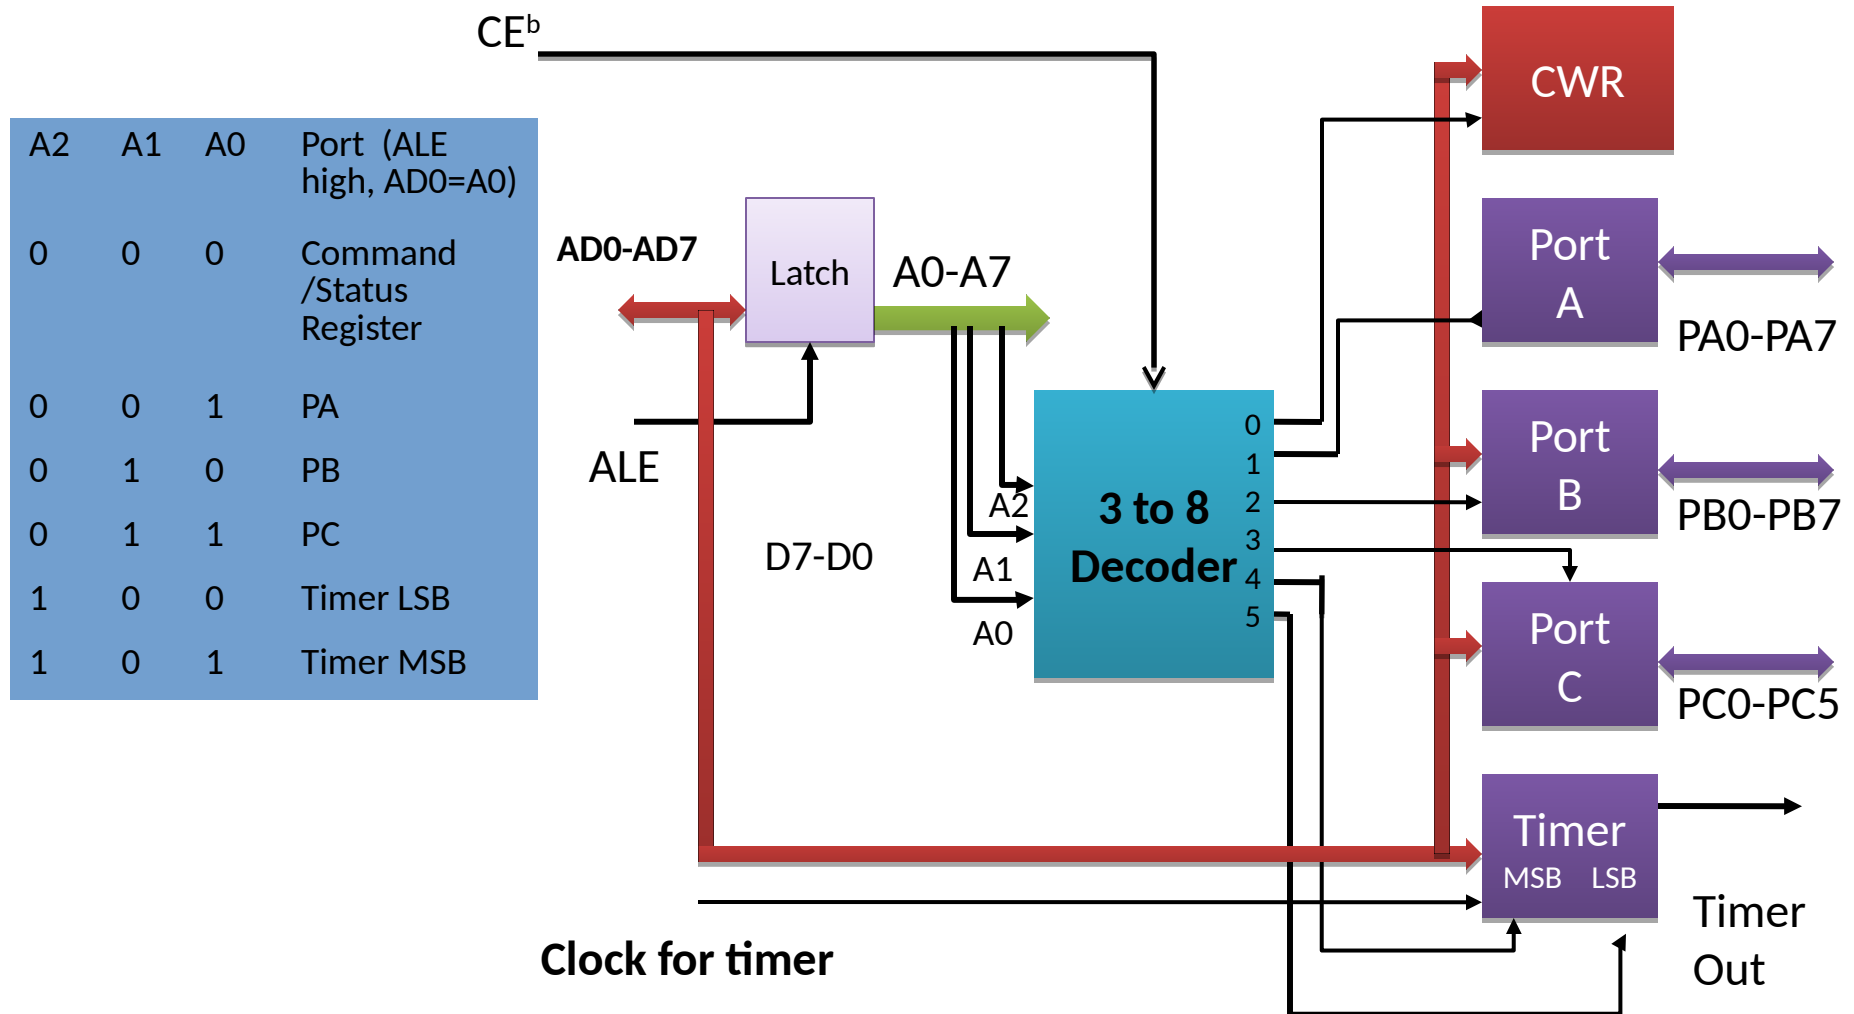 CEᵇ
A2 A1 A0 Port (ALE
high, AD0=A0)
0 0 0 Command
/Status
Register
0 0 1 PA
0 1 0 PB
0 1 1 PC
1 0 0 Timer LSB
1 0 1 Timer MSB
AD0-AD7
Latch
A0-A7
ALE
D7-D0
A2
A1
A0
3 to 8
Decoder
0
1
2
3
4
5
CWR
Port
A
PA0-PA7
Port
B
PB0-PB7
Port
C
PC0-PC5
Timer
MSB LSB
Timer
Out
Clock for timer